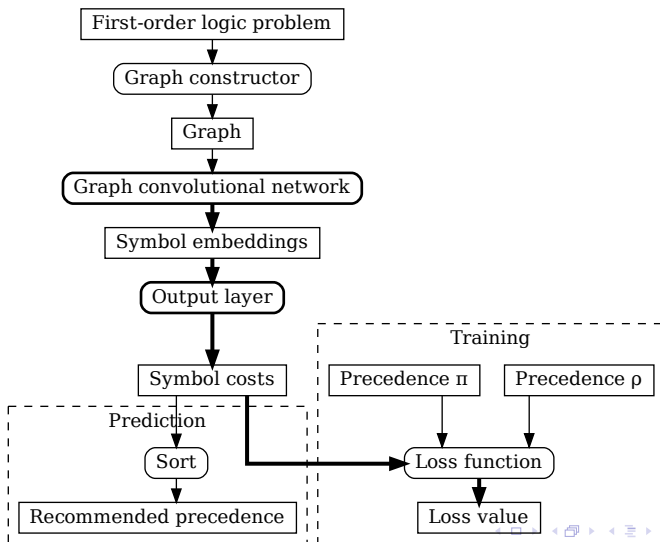 First-order logic problem
Graph constructor
Graph
Graph convolutional network
Symbol embeddings
Output layer
Training
Symbol costs
Precedence π
Precedence ρ
Prediction
Sort
Loss function
Recommended precedence
Loss value